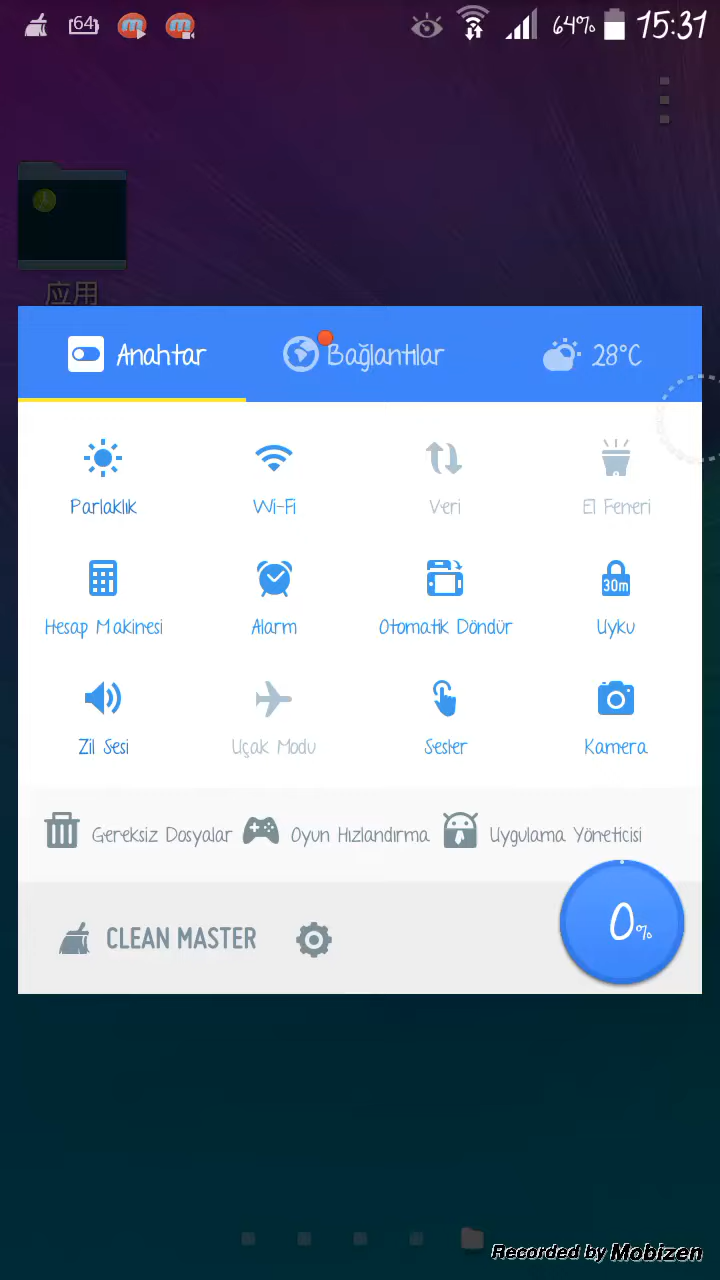 64 64% 15:31
应用
Anahtar Bağlantılar 28°C
Parlaklık Wi-Fi Veri El Feneri
30m
Hesap Makinesi Alarm Otomatik Döndür Uyku
Zil Sesi Uçak Modu Sesler Kamera
Gereksiz Dosyalar Oyun Hızlandırma Uygulama Yöneticisi
CLEAN MASTER 0%
Recorded by Mobizen